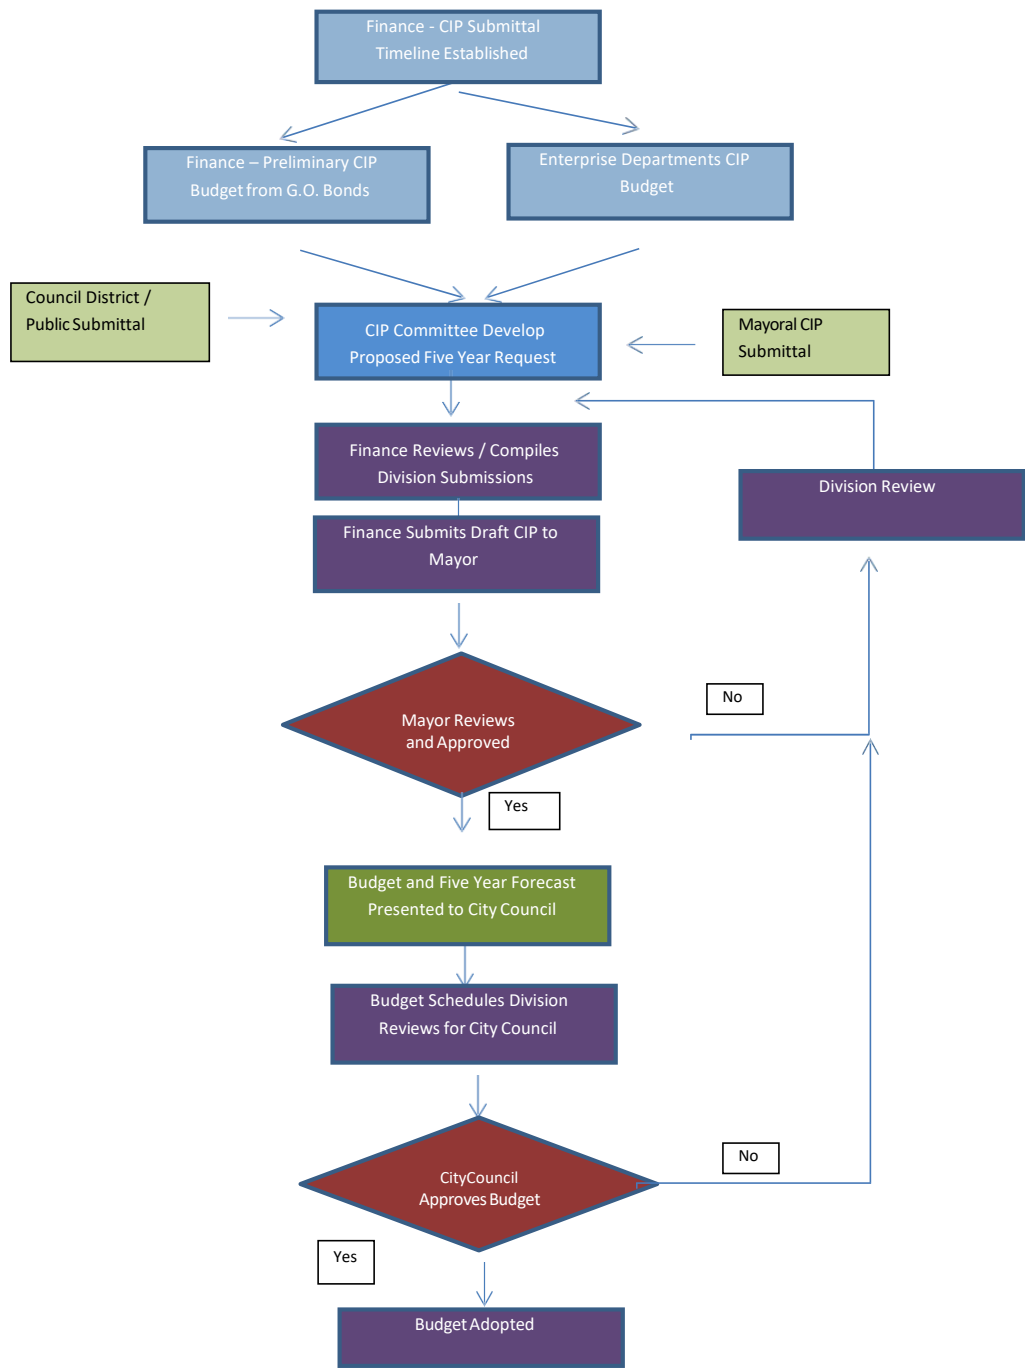 Finance - CIP Submittal
Timeline Established
Finance – Preliminary CIP
Budget from G.O. Bonds
Enterprise Departments CIP
Budget
Council District /
Public Submittal
CIP Committee Develop
Proposed Five Year Request
Mayoral CIP
Submittal
Finance Reviews / Compiles
Division Submissions
Division Review
Finance Submits Draft CIP to
Mayor
No
Mayor Reviews
and Approved
Yes
Budget and Five Year Forecast
Presented to City Council
Budget Schedules Division
Reviews for City Council
No
CityCouncil
Approves Budget
Yes
Budget Adopted